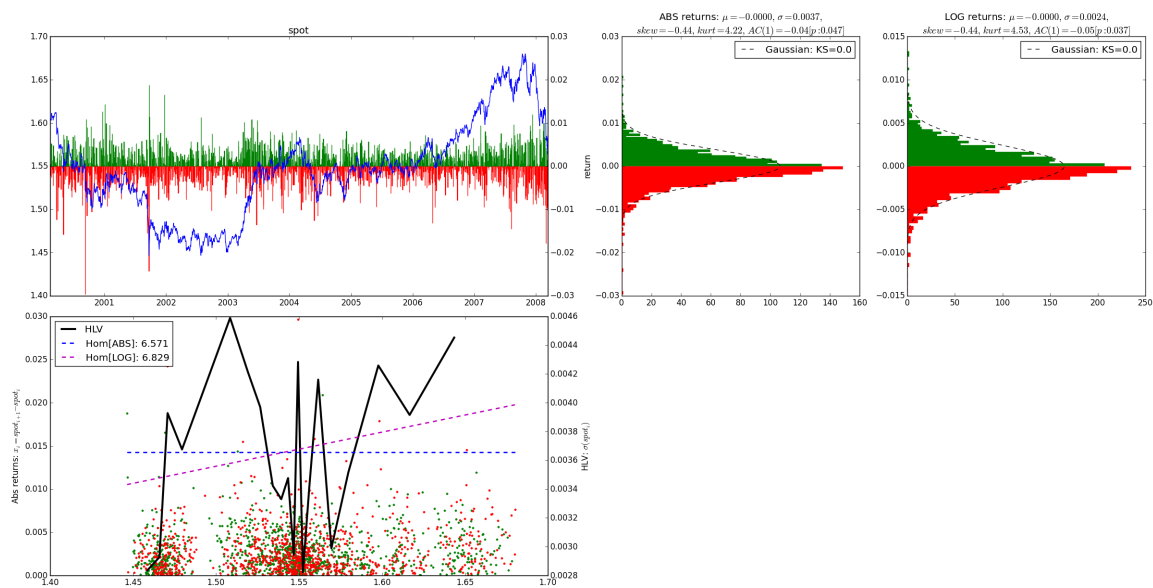 spot
1.70
1.65
1.60
1.55
1.50
1.45
1.40
0.03
0.02
0.01
0.00
−0.01
−0.02
−0.03
2001 2002 2003 2004 2005 2006 2007 2008
ABS returns: μ=−0.0000, σ=0.0037,
skew=−0.44, kurt=4.22, AC(1)=−0.04[p:0.047]
Gaussian: KS=0.0
return
0.03
0.02
0.01
0.00
−0.01
−0.02
−0.03
0 20 40 60 80 100 120 140 160
LOG returns: μ=−0.0000, σ=0.0024,
skew=−0.44, kurt=4.53, AC(1)=−0.05[p:0.037]
Gaussian: KS=0.0
0.015
0.010
0.005
0.000
−0.005
−0.010
−0.015
0 50 100 150 200 250
HLV
Hom[ABS]: 6.571
Hom[LOG]: 6.829
Abs returns: xᵢ=spotᵢ₊₁−spotᵢ
0.030
0.025
0.020
0.015
0.010
0.005
0.000
0.0046
0.0044
0.0042
0.0040
0.0038
0.0036
0.0034
0.0032
0.0030
0.0028
HLV: σ(spotᵢ)
1.40 1.45 1.50 1.55 1.60 1.65 1.70